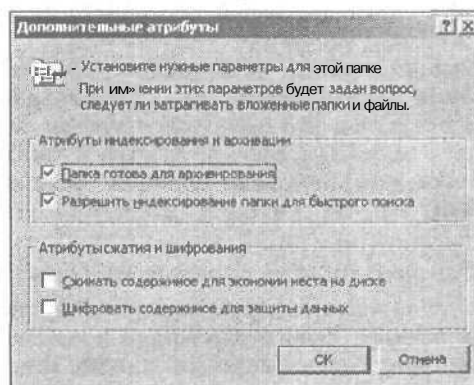 Дополнительные атрибуты
- Установите нужные параметры для этой папке
При им» іении этих параметров будет задан вопрос,
следует ли затрагивать вложенные папки и файлы.
Атрибуты индексирования и архивации
Папка готова для архивирования
Разрешить индексирование папки для быстрого поиска
Атрибуты сжатия и шифрования
Сжимать содержимое для экономии места на диске
Шифровать содержимое для защиты данных
ОК
Отмена